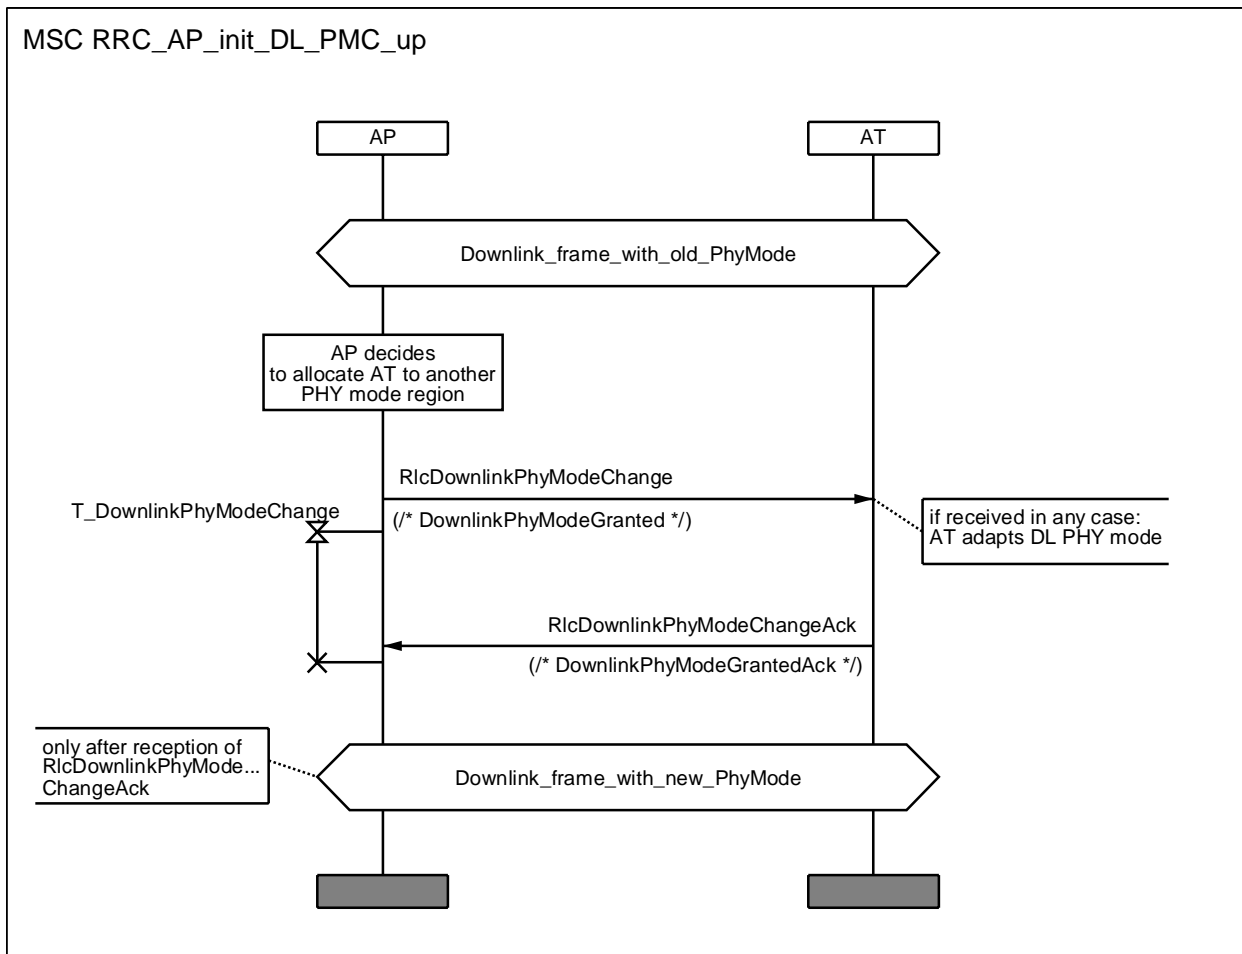 MSC RRC_AP_init_DL_PMC_up
AP
AT
Downlink_frame_with_old_PhyMode
AP decides
to allocate AT to another
PHY mode region
RlcDownlinkPhyModeChange
T_DownlinkPhyModeChange
(/* DownlinkPhyModeGranted */)
if received in any case:
AT adapts DL PHY mode
RlcDownlinkPhyModeChangeAck
(/* DownlinkPhyModeGrantedAck */)
only after reception of
RlcDownlinkPhyMode...
ChangeAck
Downlink_frame_with_new_PhyMode